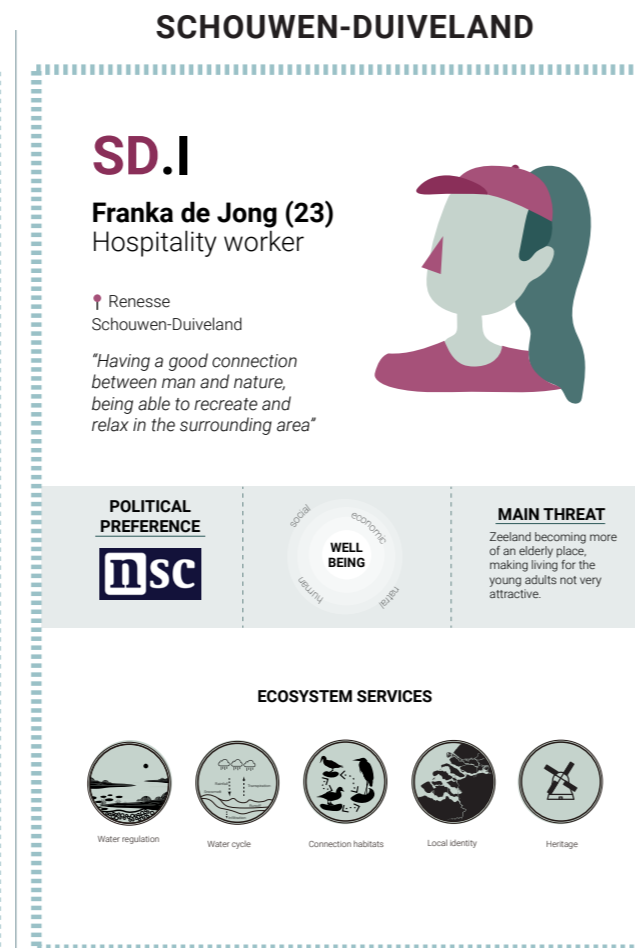 SCHOUWEN-DUIVELAND
SD.I
Franka de Jong (23)
Hospitality worker
Renesse
Schouwen-Duiveland
“Having a good connection
between man and nature,
being able to recreate and
relax in the surrounding area”
POLITICAL
PREFERENCE
nsc
social
economic
WELL
BEING
human
natral
MAIN THREAT
Zeeland becoming more
of an elderly place,
making living for the
young adults not very
attractive.
ECOSYSTEM SERVICES
Water regulation
Water cycle
Connection habitats
Local identity
Heritage